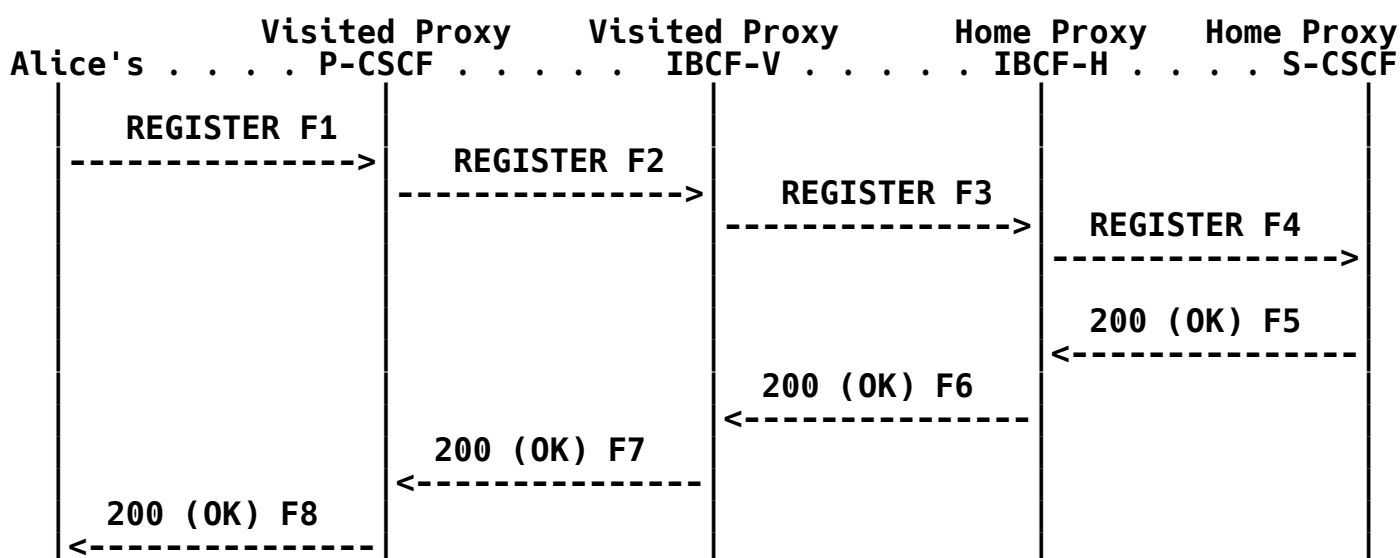 Visited Proxy Visited Proxy Home Proxy Home Proxy
Alice's . . . . P-CSCF . . . . . IBCF-V . . . . . IBCF-H . . . . S-CSCF
REGISTER F1
--------------->
REGISTER F2
--------------->
REGISTER F3
--------------->
REGISTER F4
--------------->
200 (OK) F5
<---------------
200 (OK) F6
<---------------
200 (OK) F7
<---------------
200 (OK) F8
<---------------